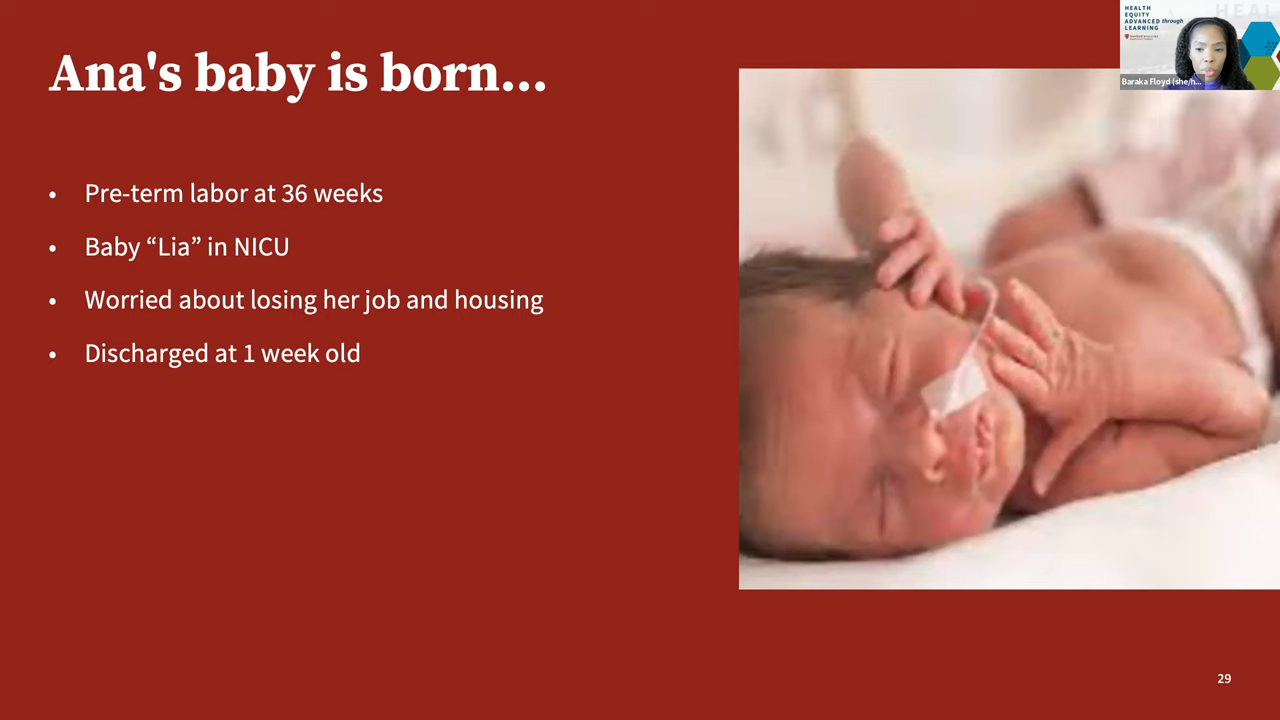 Ana's baby is born...
• Pre-term labor at 36 weeks
• Baby “Lia” in NICU
• Worried about losing her job and housing
• Discharged at 1 week old
HEALTH
EQUITY
ADVANCED through
LEARNING
HEAL
Baraka Floyd (she/h...
29